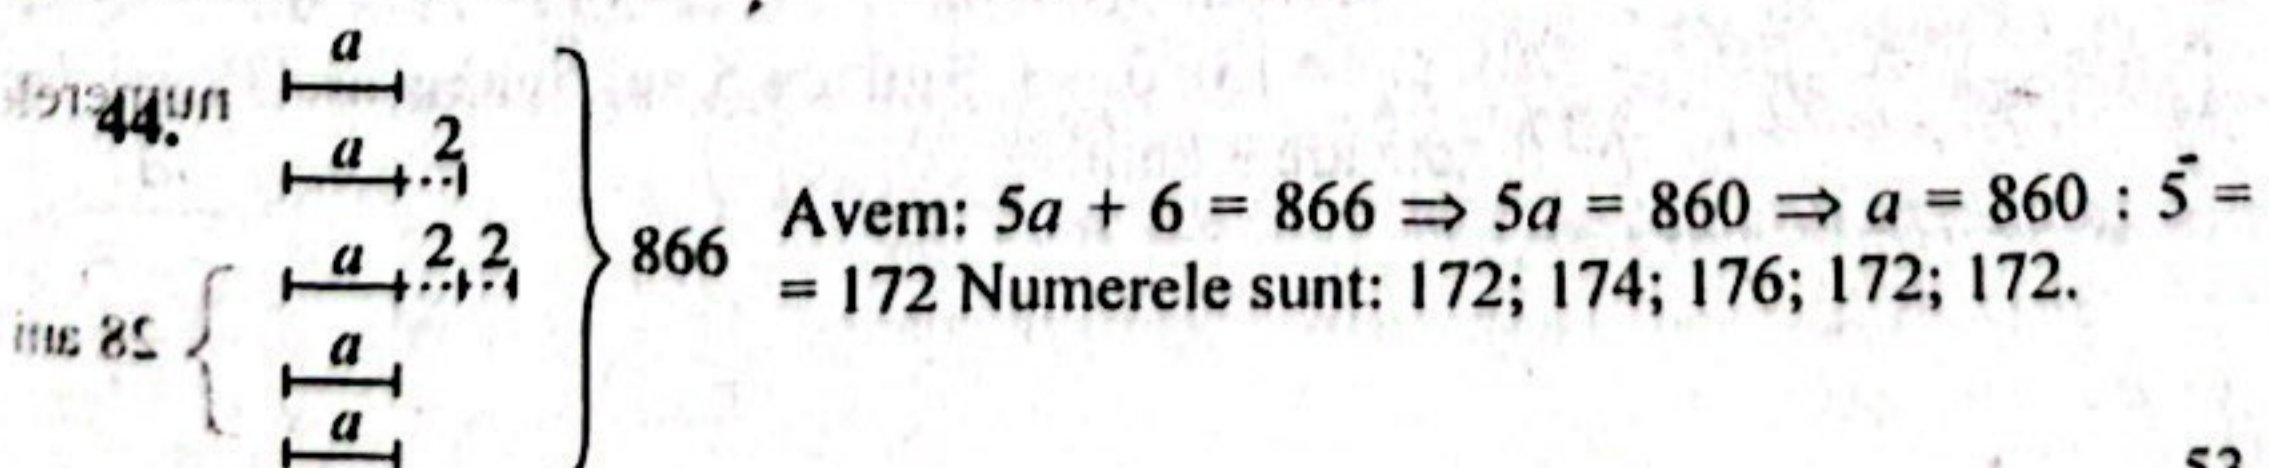 44.
a
a 2
a 2 2
a
a
866
Avem: 5a + 6 = 866 ⇒ 5a = 860 ⇒ a = 860 : 5 =
= 172 Numerele sunt: 172; 174; 176; 172; 172.